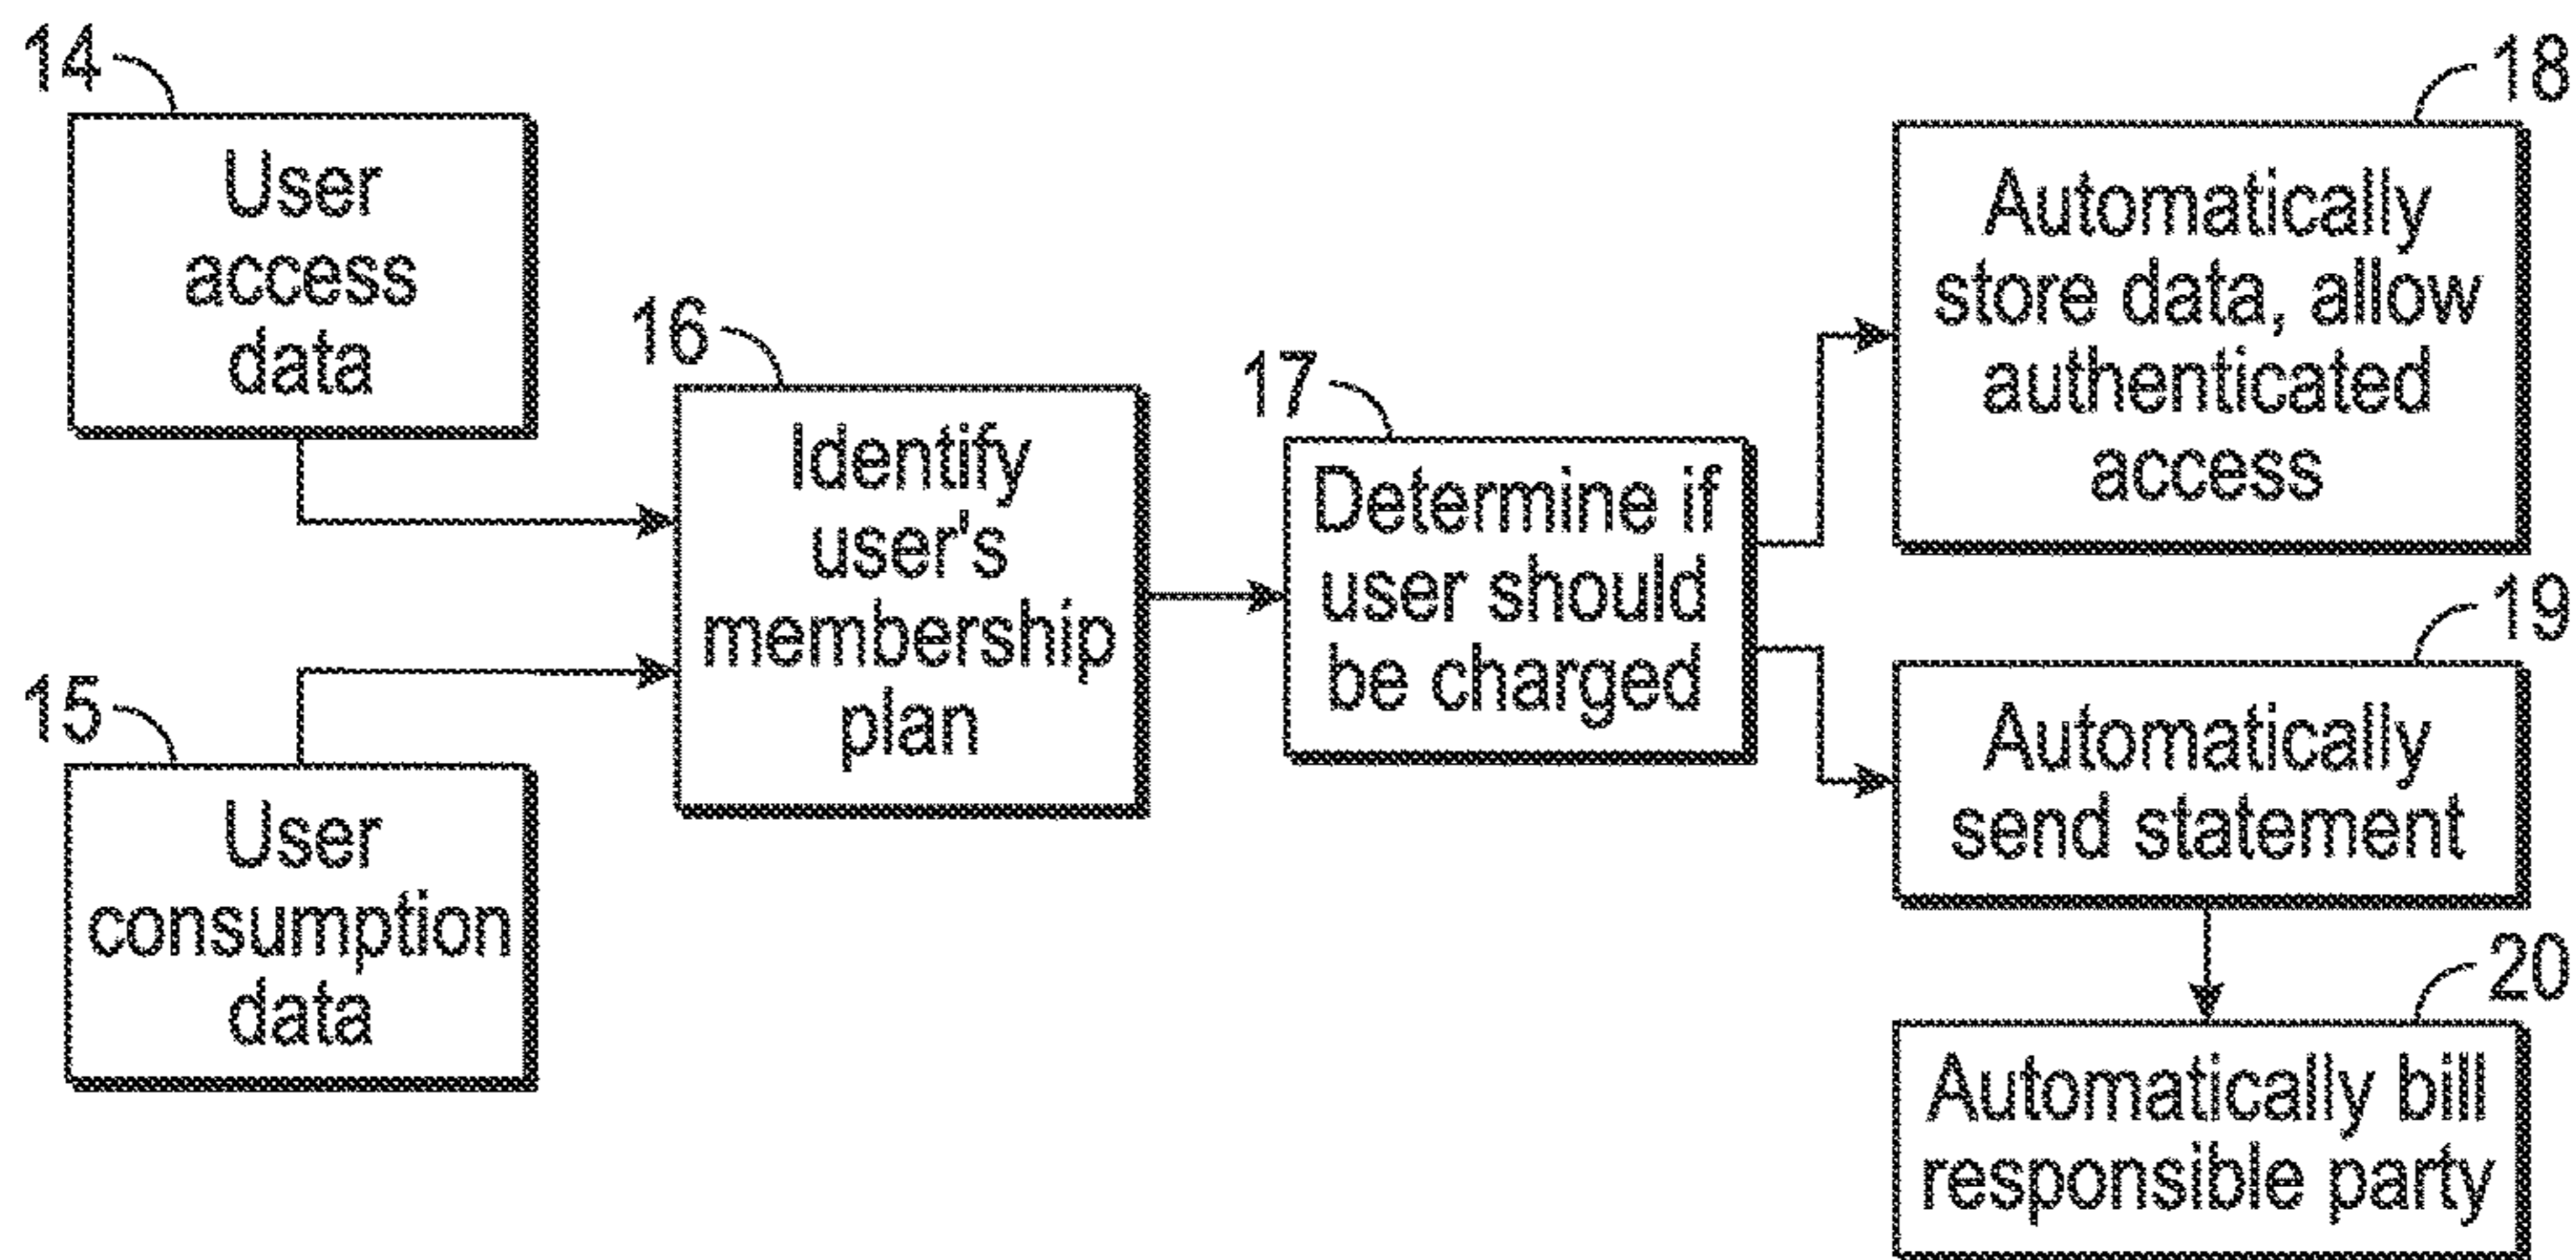 14
User
access
data
15
User
consumption
data
16
Identify
user's
membership
plan
17
Determine if
user should
be charged
18
Automatically
store data, allow
authenticated
access
19
Automatically
send statement
20
Automatically bill
responsible party